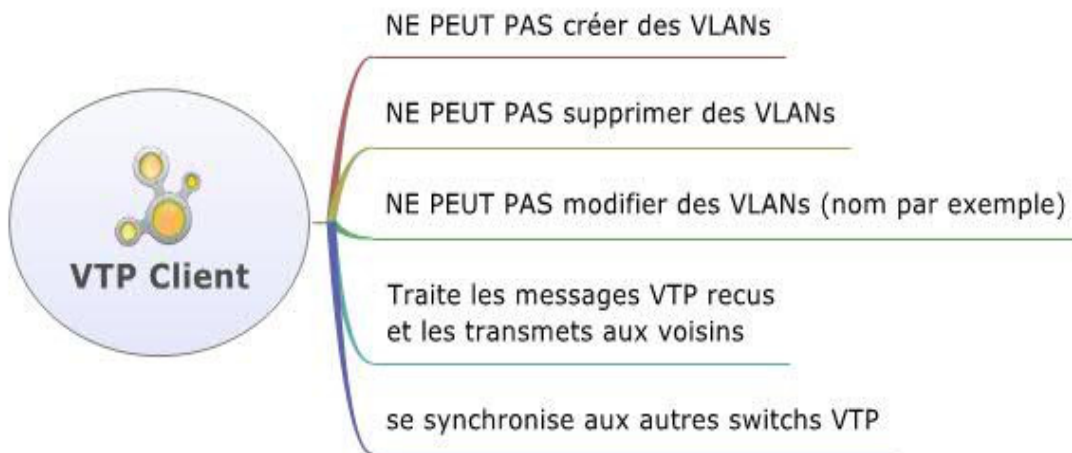 NE PEUT PAS créer des VLANs
NE PEUT PAS supprimer des VLANs
NE PEUT PAS modifier des VLANs (nom par exemple)
VTP Client
Traite les messages VTP recus
et les transmets aux voisins
se synchronise aux autres switchs VTP